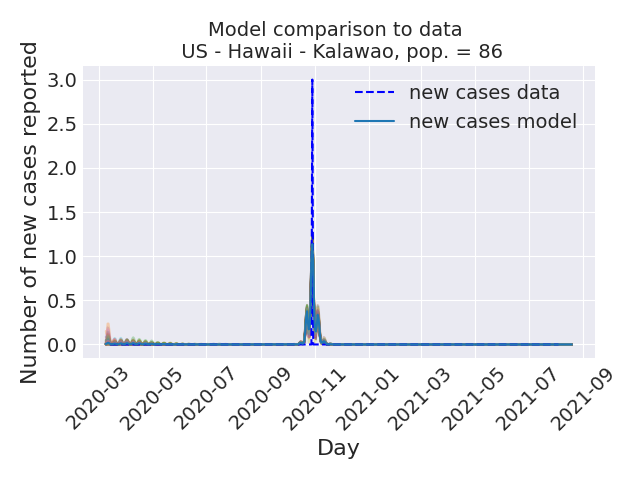 Model comparison to data
US - Hawaii - Kalawao, pop. = 86
Number of new cases reported
3.0
2.5
2.0
1.5
1.0
0.5
0.0
new cases data
new cases model
2020-03
2020-05
2020-07
2020-09
2020-11
2021-01
2021-03
2021-05
2021-07
2021-09
Day